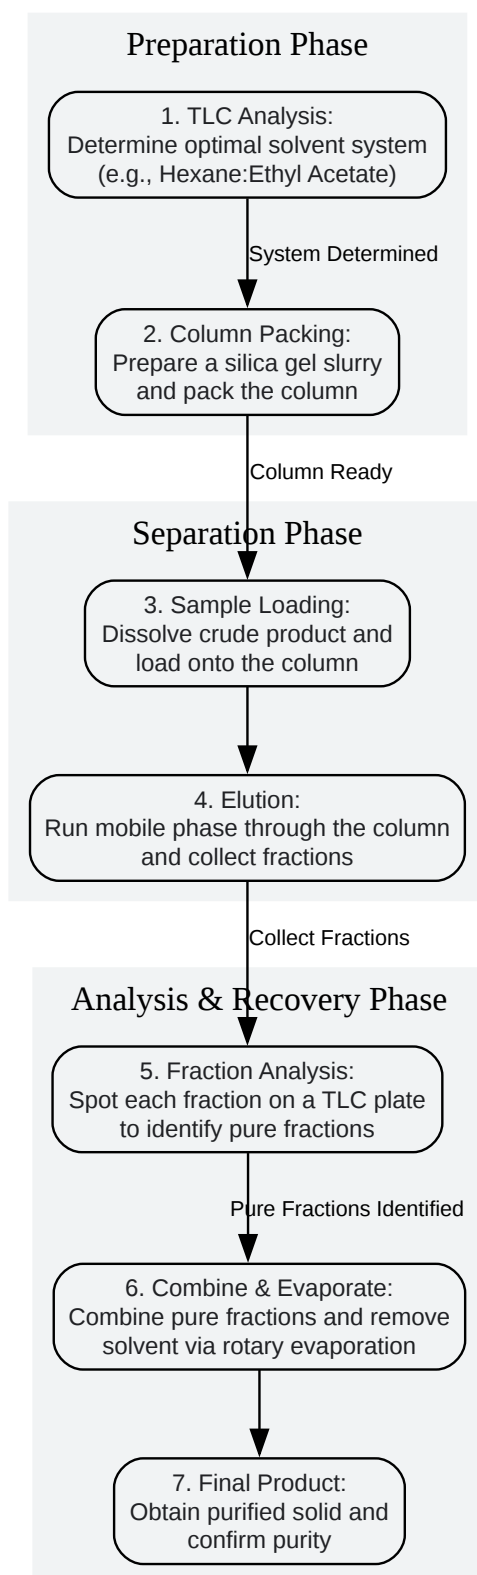 Preparation Phase
1. TLC Analysis:
Determine optimal solvent system
(e.g., Hexane:Ethyl Acetate)
System Determined
2. Column Packing:
Prepare a silica gel slurry
and pack the column
Column Ready
Separation Phase
3. Sample Loading:
Dissolve crude product and
load onto the column
4. Elution:
Run mobile phase through the column
and collect fractions
Collect Fractions
Analysis & Recovery Phase
5. Fraction Analysis:
Spot each fraction on a TLC plate
to identify pure fractions
Pure Fractions Identified
6. Combine & Evaporate:
Combine pure fractions and remove
solvent via rotary evaporation
7. Final Product:
Obtain purified solid and
confirm purity